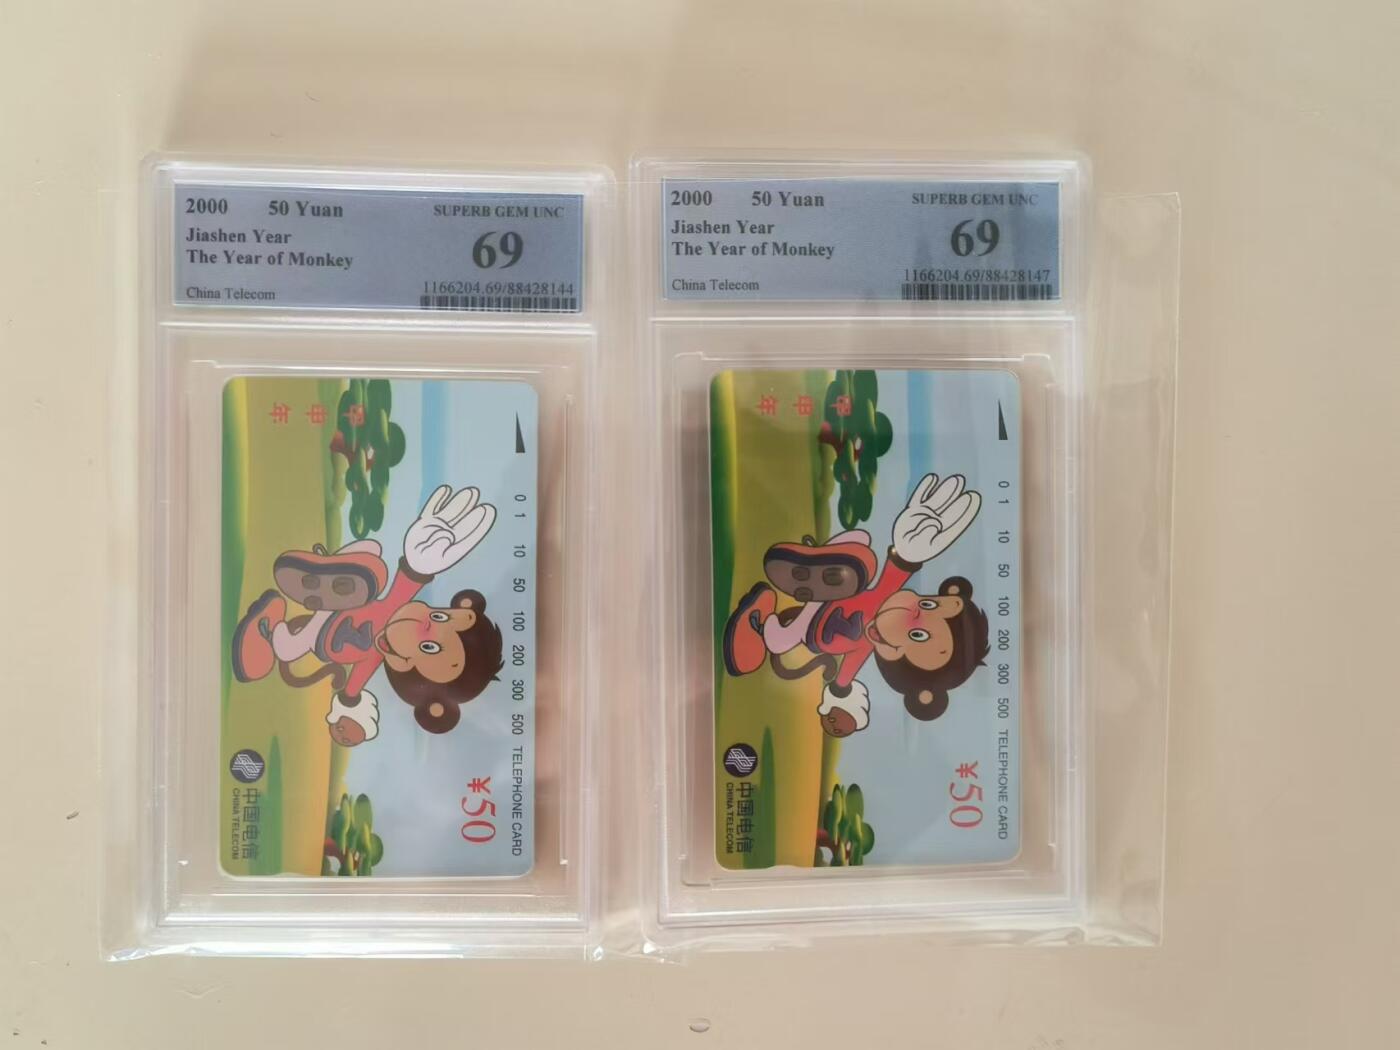 2000 50 Yuan
SUPERB GEM UNC
Jiashen Year
69
The Year of Monkey
1166204.69/88428144
China Telecom
甲申年
0 1 10 50 100 200 300 500 TELEPHONE CARD
¥50
中国电信
CHINA TELECOM
2000 50 Yuan
SUPERB GEM UNC
Jiashen Year
69
The Year of Monkey
1166204.69/88428147
China Telecom
甲申年
0 1 10 50 100 200 300 500 TELEPHONE CARD
¥50
中国电信
CHINA TELECOM